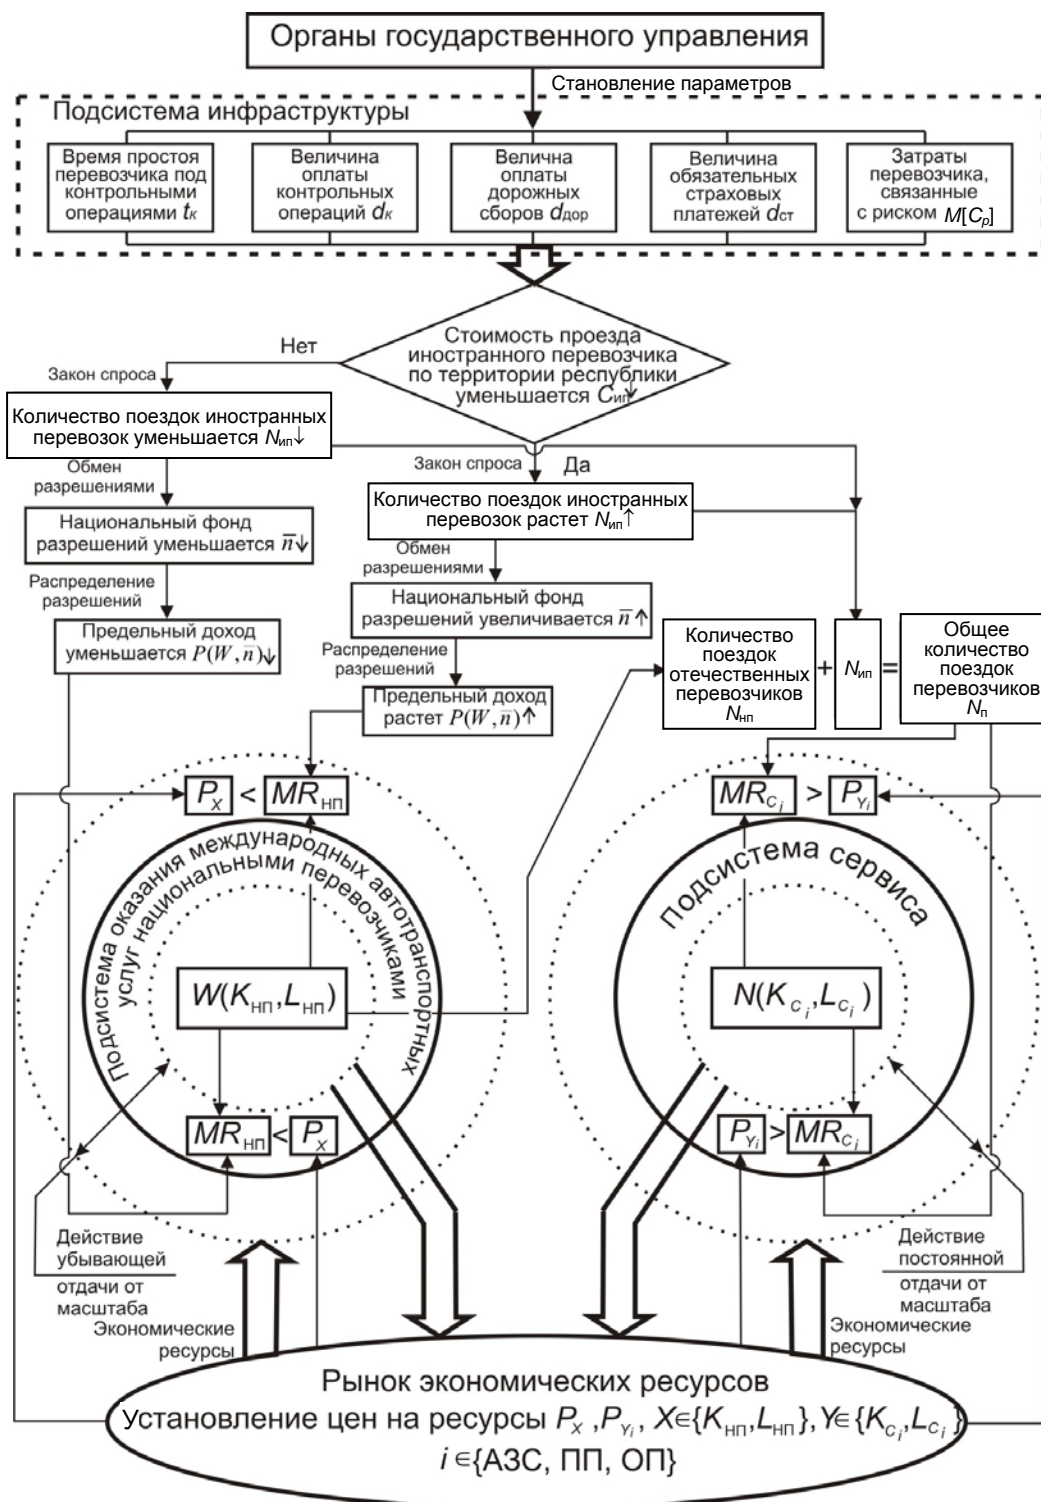 Органы государственного управления
Становление параметров
Подсистема инфраструктуры
Время простоя
перевозчика под
контрольными
операциями tк
Величина
оплаты
контрольных
операций dк
Велична
оплаты
дорожных
сборов dдор
Величина
обязательных
страховых
платежей dст
Затраты
перевозчика,
связанные
с риском M[Cр]
Стоимость проезда
иностранного перевозчика
по территории республики
уменьшается Cип↓
Нет
Закон спроса
Количество поездок иностранных
перевозок уменьшается Nип↓
Обмен
разрешениями
Национальный фонд
разрешений уменьшается n̅↓
Распределение
разрешений
Предельный доход
уменьшается P(W, n̅)↓
Закон спроса
Да
Количество поездок иностранных
перевозок растет Nип↑
Обмен
разрешениями
Национальный фонд
разрешений увеличивается n̅↑
Распределение
разрешений
Предельный доход
растет P(W, n̅)↑
Количество
поездок
отечественных
перевозчиков
Nнп
+
Nип
=
Общее
количество
поездок
перевозчиков
Nп
PX < MRНП
MRCi > PYi
Подсистема оказания международных автотранспортных
услуг национальными перевозчиками
Подсистема сервиса
W(KНП,LНП)
N(KCi,LCi)
MRНП < PX
PYi > MRCi
Действие
убывающей
отдачи от
масштаба
Экономические
ресурсы
Действие
постоянной
отдачи от
масштаба
Экономические
ресурсы
Рынок экономических ресурсов
Установление цен на ресурсы PX ,PYi, X∈{KНП,LНП},Y∈{KCi,LCi}
i ∈{АЗС, ПП, ОП}